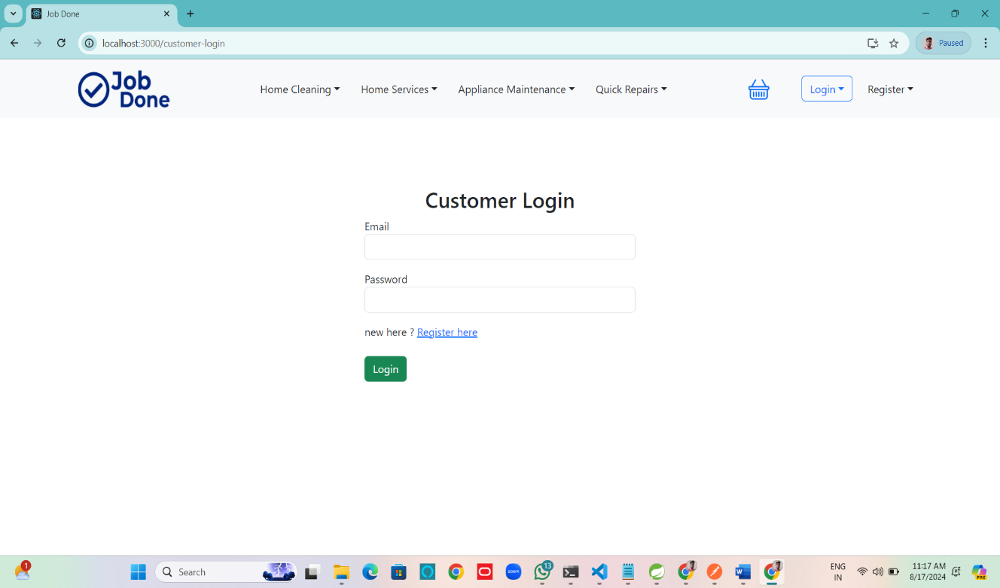 Job Done
localhost:3000/customer-login
Paused
Job Done
Home Cleaning
Home Services
Appliance Maintenance
Quick Repairs
Login
Register
Customer Login
Email
Password
new here ? Register here
Login
1
Search
zoom
13
W
ENG
IN
11:17 AM
8/17/2024
PRE